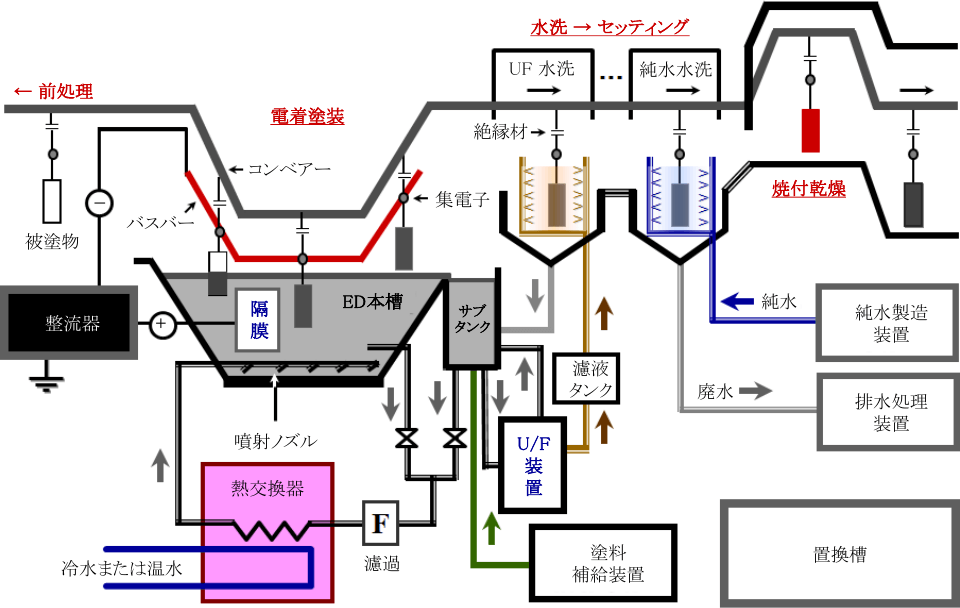 水洗 → セッティング
UF 水洗
…
純水水洗
← 前処理
電着塗装
絶縁材
コンベアー
集電子
バスバー
被塗物
焼付乾燥
−
+
整流器
隔膜
ED本槽
サブ
タンク
純水
純水製造
装置
濾液
タンク
廃水
排水処理
装置
噴射ノズル
U/F
装置
熱交換器
F
濾過
冷水または温水
塗料
補給装置
置換槽